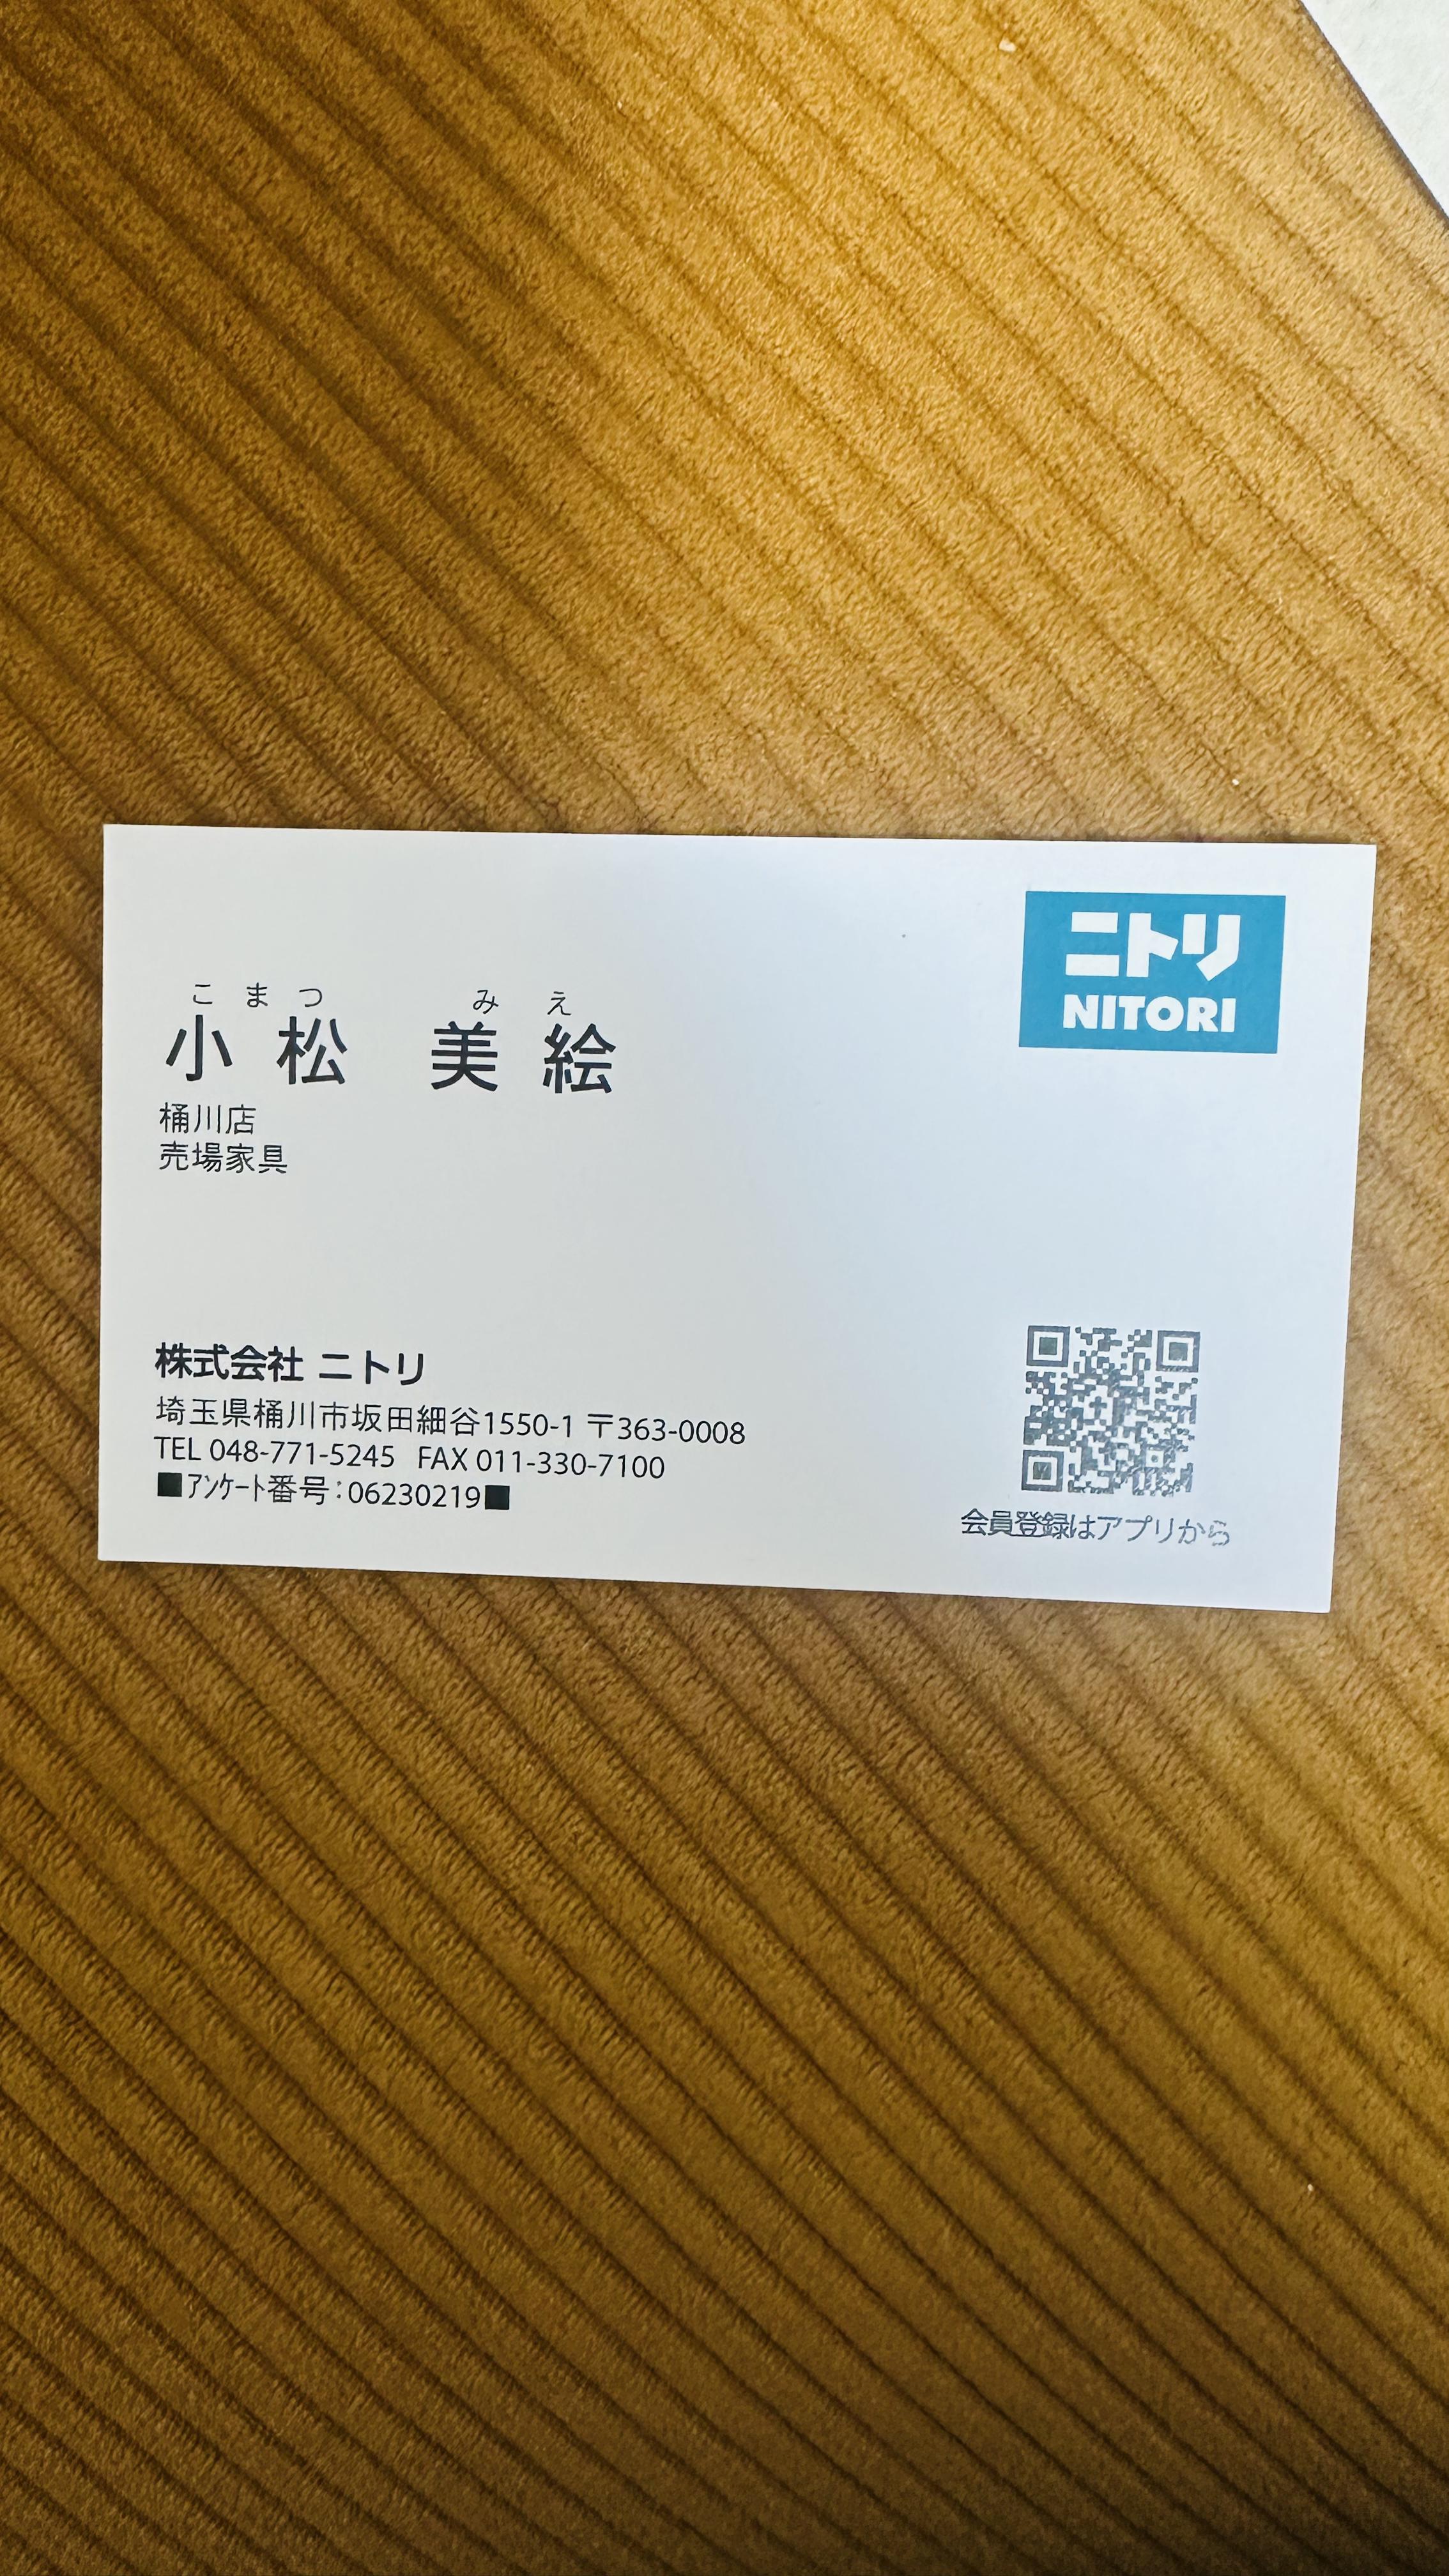 ニトリ
NITORI
こまつ みえ
小松 美絵
桶川店
売場家具
株式会社 ニトリ
埼玉県桶川市坂田細谷1550-1 〒363-0008
TEL 048-771-5245 FAX 011-330-7100
■ｱﾝｹｰﾄ番号:06230219■
会員登録はアプリから